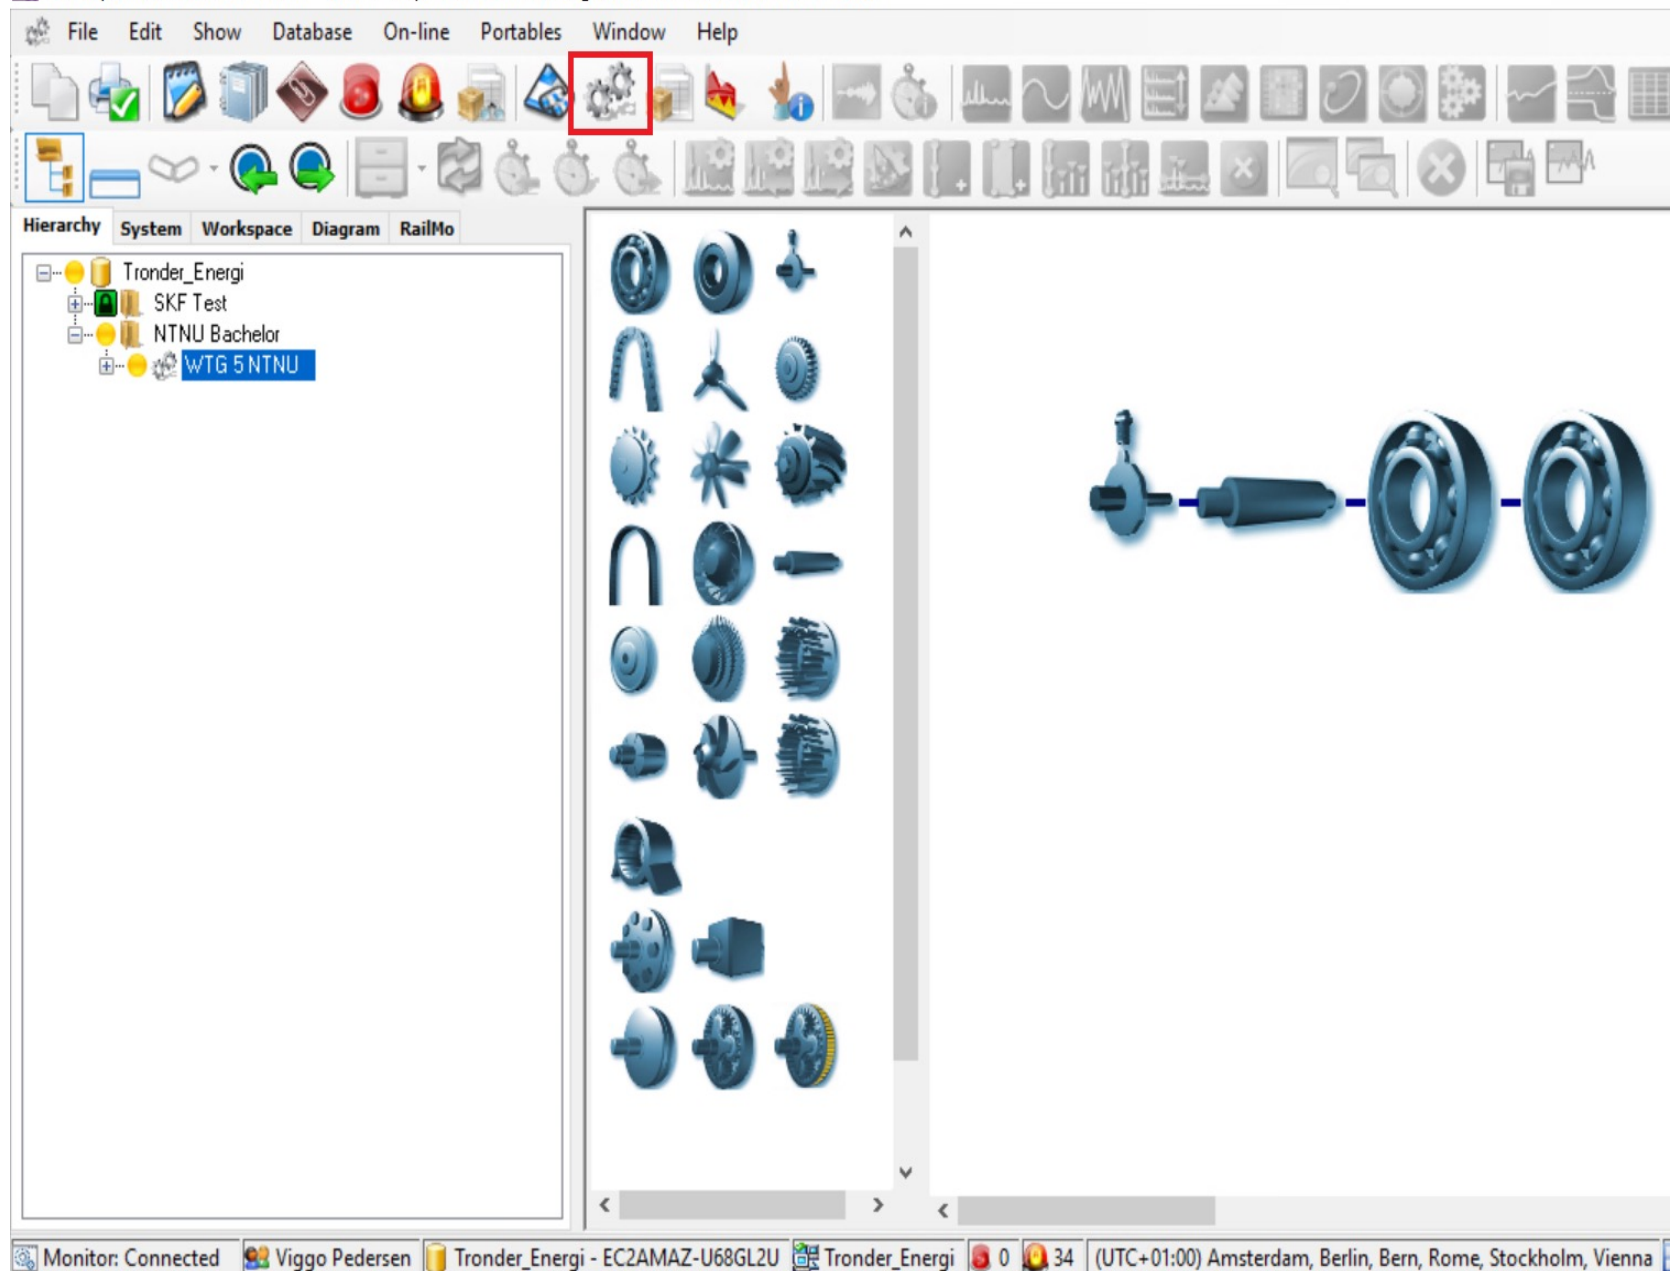 File Edit Show Database On-line Portables Window Help
Hierarchy System Workspace Diagram RailMo
Tronder_Energi
SKF Test
NTNU Bachelor
WTG 5 NTNU
Monitor: Connected Viggo Pedersen Tronder_Energi - EC2AMAZ-U68GL2U Tronder_Energi 0 34 (UTC+01:00) Amsterdam, Berlin, Bern, Rome, Stockholm, Vienna